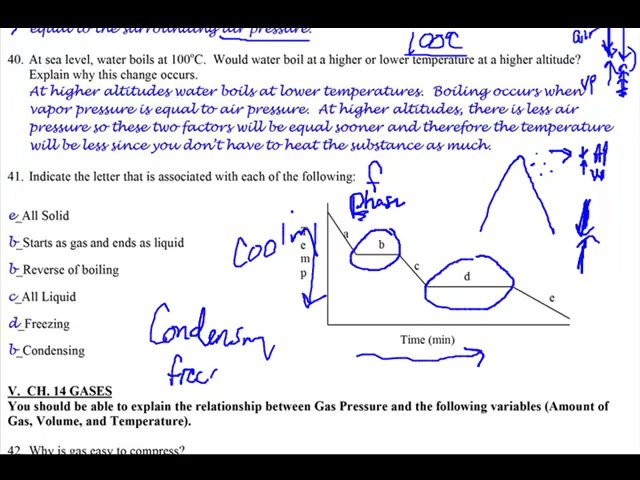 equal to the surrounding air pressure.
100°C
40. At sea level, water boils at 100°C. Would water boil at a higher or lower temperature at a higher altitude?
Explain why this change occurs.
At higher altitudes water boils at lower temperatures. Boiling occurs when
vapor pressure is equal to air pressure. At higher altitudes, there is less air
pressure so these two factors will be equal sooner and therefore the temperature
will be less since you don't have to heat the substance as much.
VP
41. Indicate the letter that is associated with each of the following:
f
Phase
AP
VP
e All Solid
b Starts as gas and ends as liquid
b Reverse of boiling
c All Liquid
d Freezing
b Condensing
Cooling
Temp
a
b
c
d
e
Time (min)
Condensing
free
V. CH. 14 GASES
You should be able to explain the relationship between Gas Pressure and the following variables (Amount of
Gas, Volume, and Temperature).
42. Why is gas easy to compress?